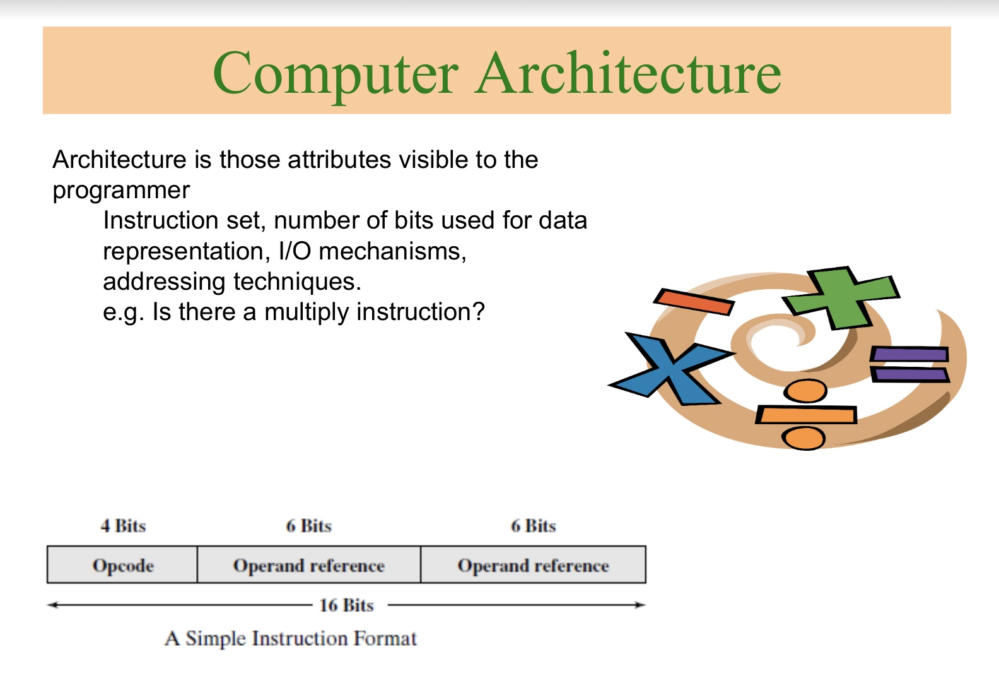 Computer Architecture
Architecture is those attributes visible to the
programmer
Instruction set, number of bits used for data
representation, I/O mechanisms,
addressing techniques.
e.g. Is there a multiply instruction?
4 Bits 6 Bits 6 Bits
Opcode Operand reference Operand reference
16 Bits
A Simple Instruction Format